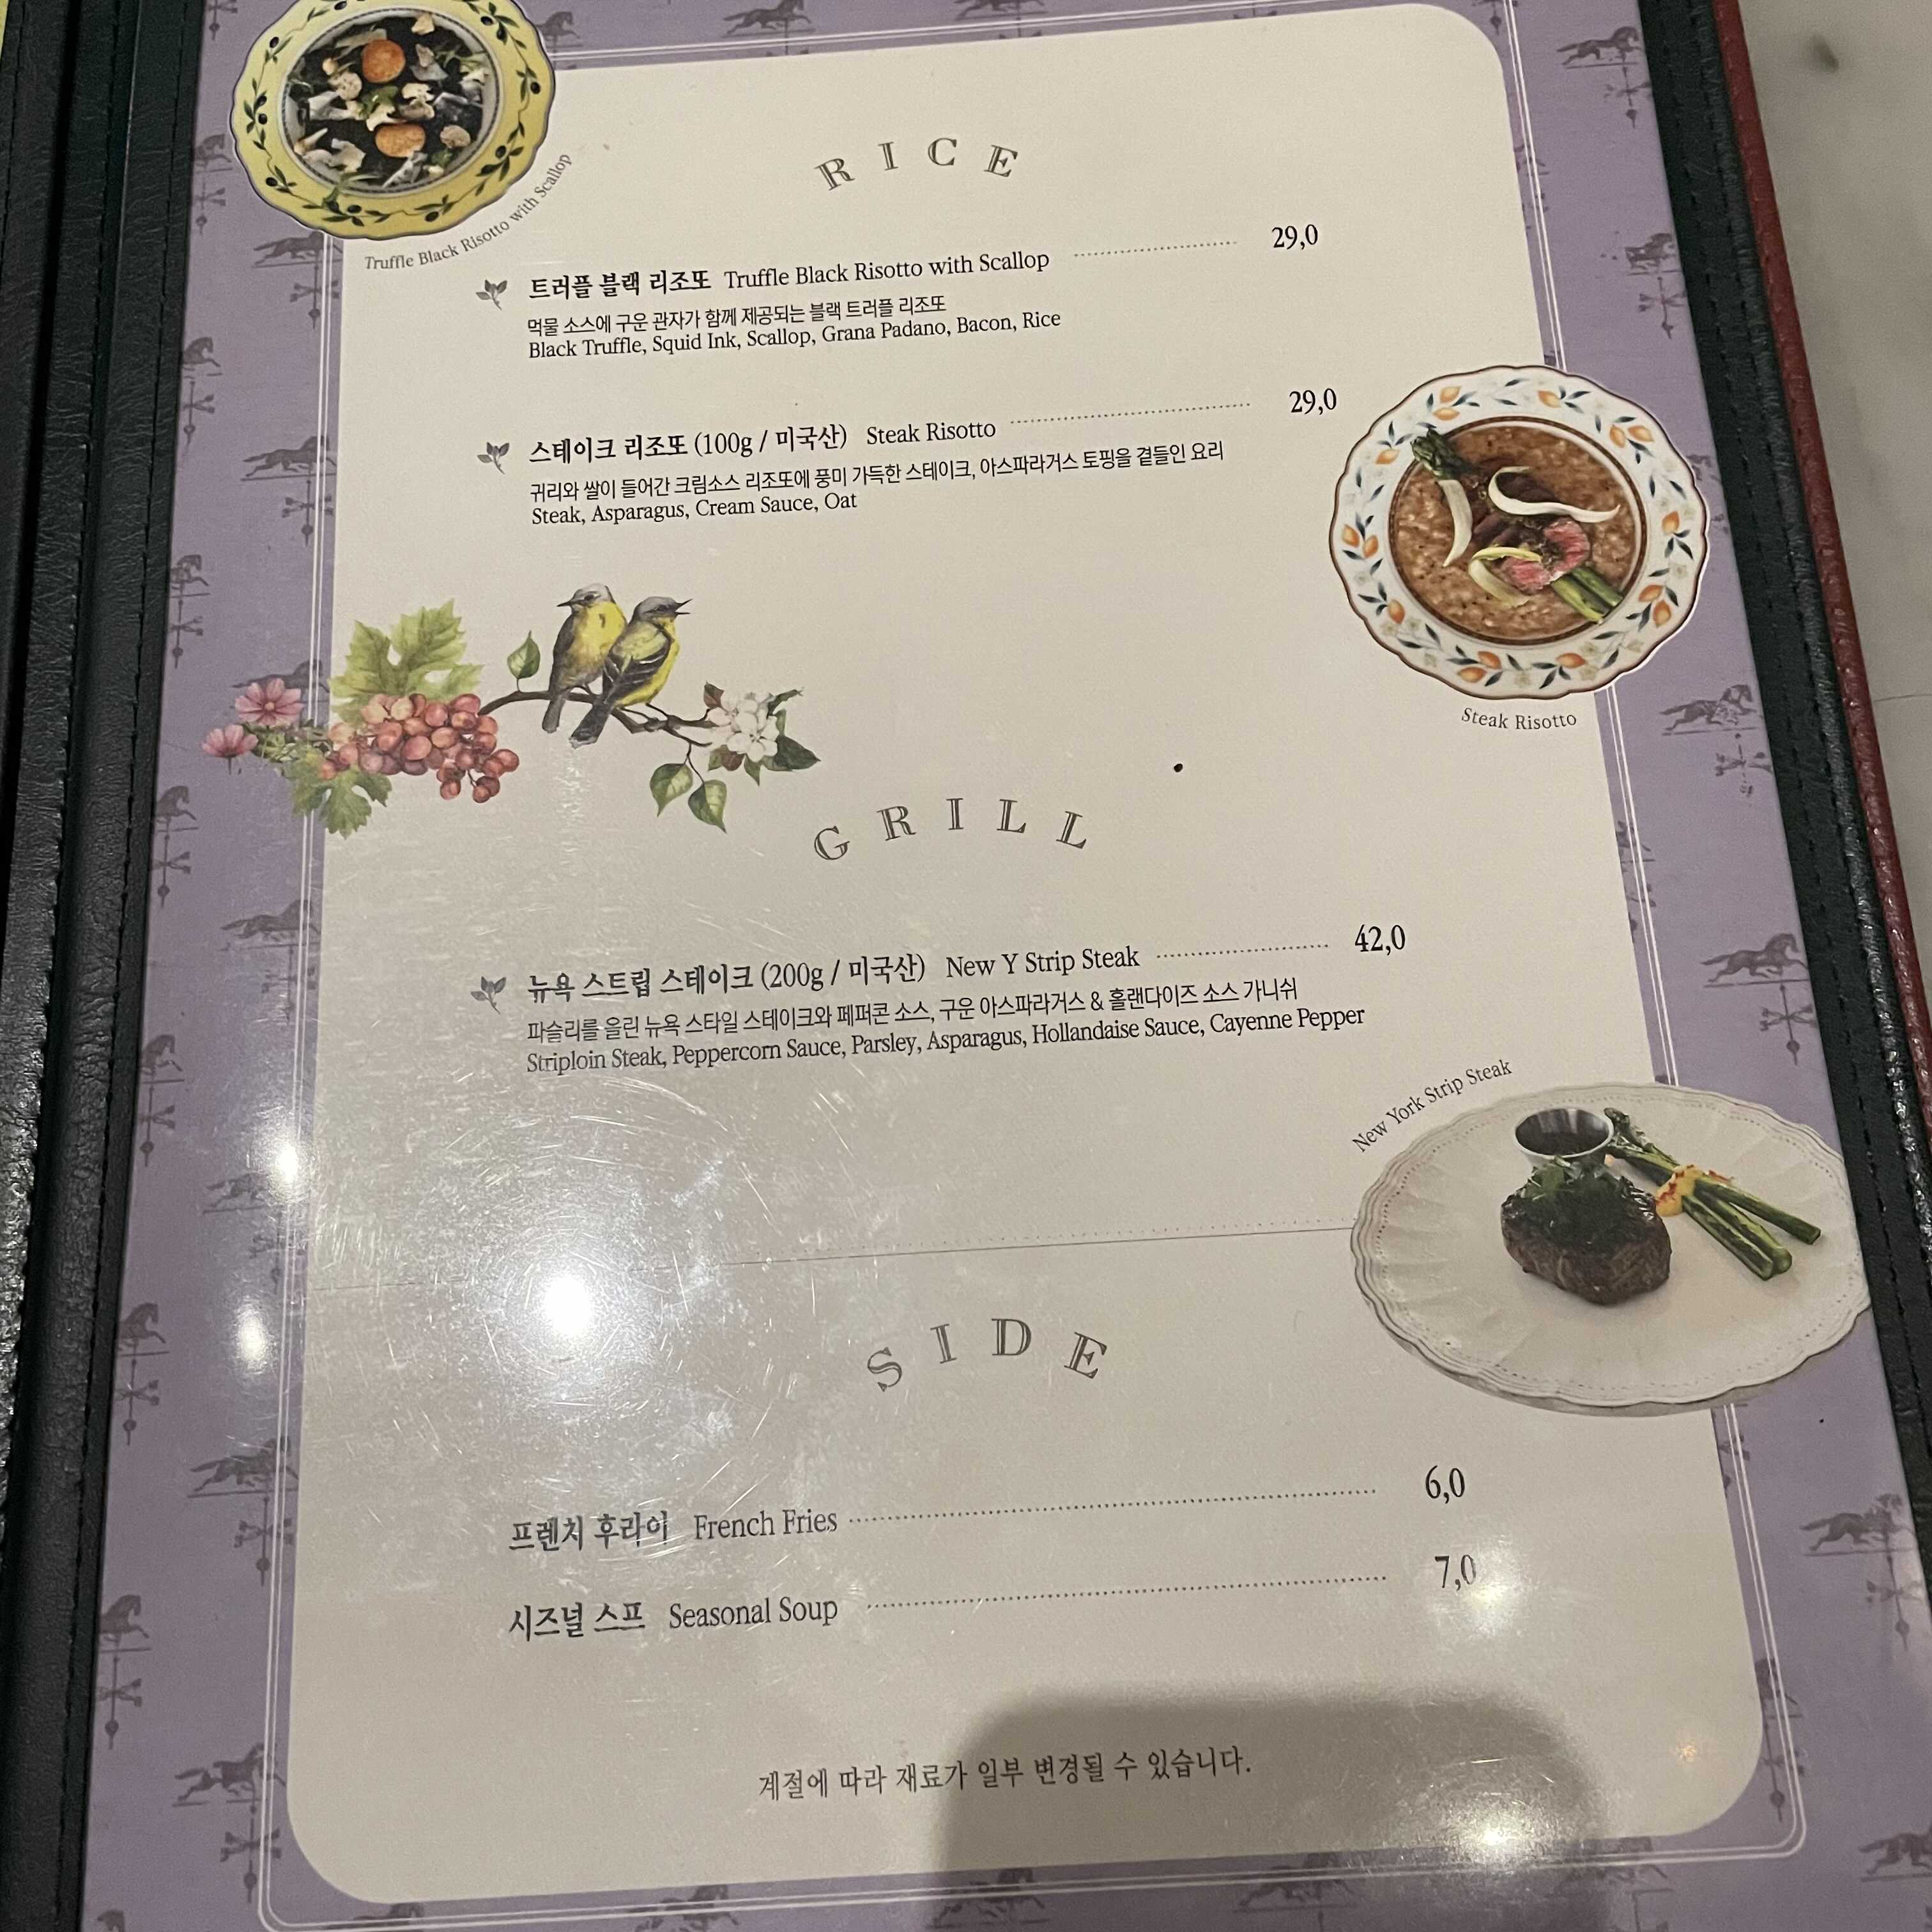 Truffle Black Risotto with Scallop
RICE
트러플 블랙 리조또 Truffle Black Risotto with Scallop 29,0
먹물 소스에 구운 관자가 함께 제공되는 블랙 트러플 리조또
Black Truffle, Squid Ink, Scallop, Grana Padano, Bacon, Rice
스테이크 리조또 (100g / 미국산) Steak Risotto 29,0
귀리와 쌀이 들어간 크림소스 리조또에 풍미 가득한 스테이크, 아스파라거스 토핑을 곁들인 요리
Steak, Asparagus, Cream Sauce, Oat
Steak Risotto
GRILL
뉴욕 스트립 스테이크 (200g / 미국산) New Y Strip Steak 42,0
파슬리를 올린 뉴욕 스타일 스테이크와 페퍼콘 소스, 구운 아스파라거스 & 홀랜다이즈 소스 가니쉬
Striploin Steak, Peppercorn Sauce, Parsley, Asparagus, Hollandaise Sauce, Cayenne Pepper
New York Strip Steak
SIDE
프렌치 후라이 French Fries 6,0
시즈널 스프 Seasonal Soup 7,0
계절에 따라 재료가 일부 변경될 수 있습니다.